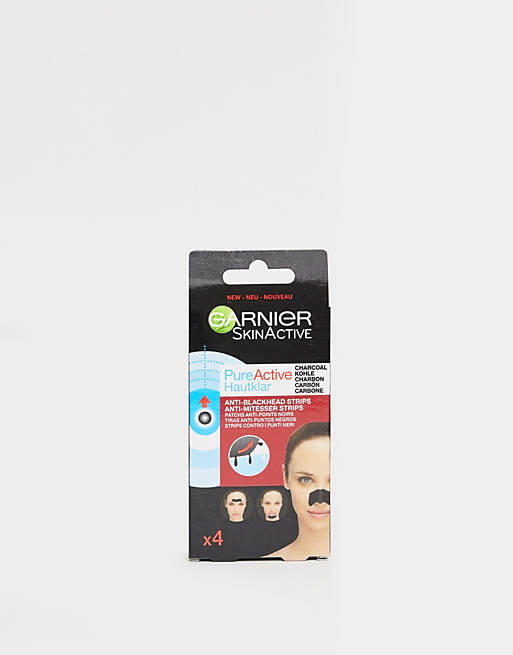 NEW - NEU - NOUVEAU
GARNIER
SKINACTIVE
PureActive
Hautklar
CHARCOAL
KOHLE
CHARBON
CARBON
CARBONE
ANTI-BLACKHEAD STRIPS
ANTI-MITESSER STRIPS
PATCHS ANTI-POINTS NOIRS
TIRAS ANTI-PUNTOS NEGROS
STRIPS CONTRO I PUNTI NERI
x4